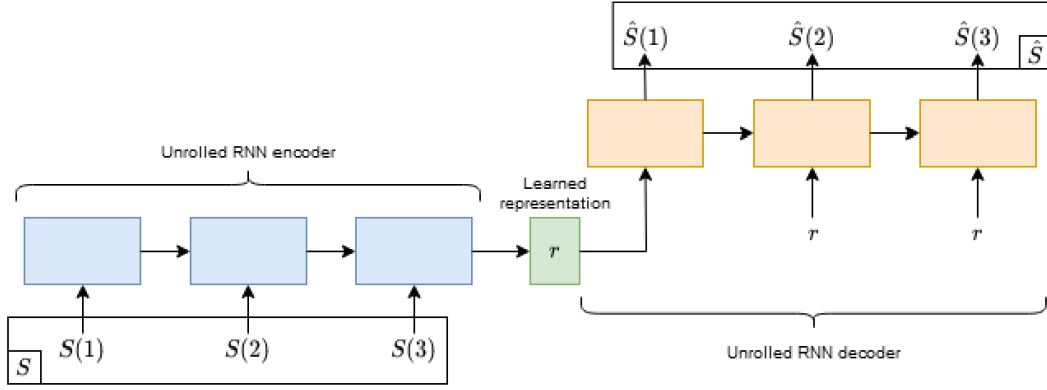 Ŝ(1) Ŝ(2) Ŝ(3)
Ŝ
Unrolled RNN encoder
Learned
representation
r
r r
S(1) S(2) S(3)
S
Unrolled RNN decoder